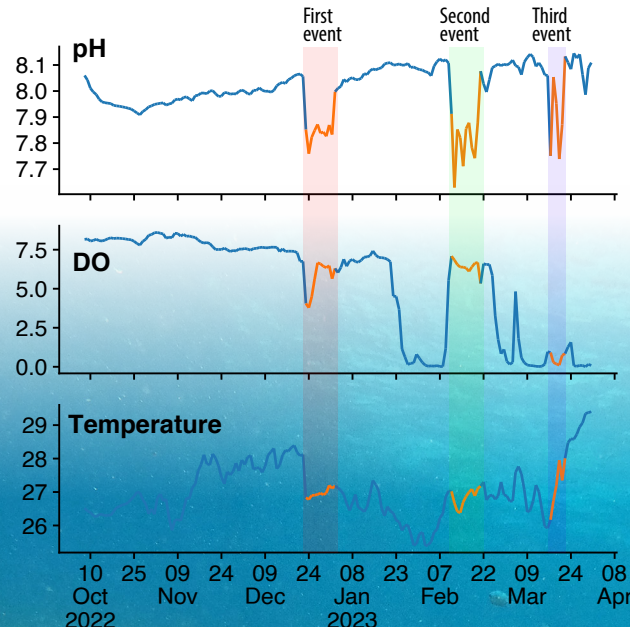 First Second Third
event event event
pH
8.1
8.0
7.9
7.8
7.7
7.5
DO
5.0
2.5
0.0
Temperature
29
28
27
26
10 25 09 24 09 24 08 23 07 22 09 24 08
Oct Nov Dec Jan Feb Mar Apr
2022 2023